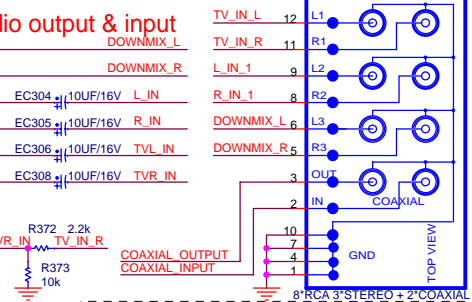 dio output & input
DOWNMIX_L
DOWNMIX_R
EC304 10UF/16V L_IN
EC305 10UF/16V R_IN
EC306 10UF/16V TVL_IN
EC308 10UF/16V TVR_IN
R372 2.2k
VR_IN TV_IN_R
R373
10k
TV_IN_L 12 L1
TV_IN_R 11 R1
L_IN_1 9 L2
R_IN_1 8 R2
DOWNMIX_L 6 L3
DOWNMIX_R 5 R3
3 OUT
2 IN
COAXIAL
COAXIAL_OUTPUT
COAXIAL_INPUT
10
7
4
1
GND
TOP VIEW
8*RCA 3*STEREO + 2*COAXIAL